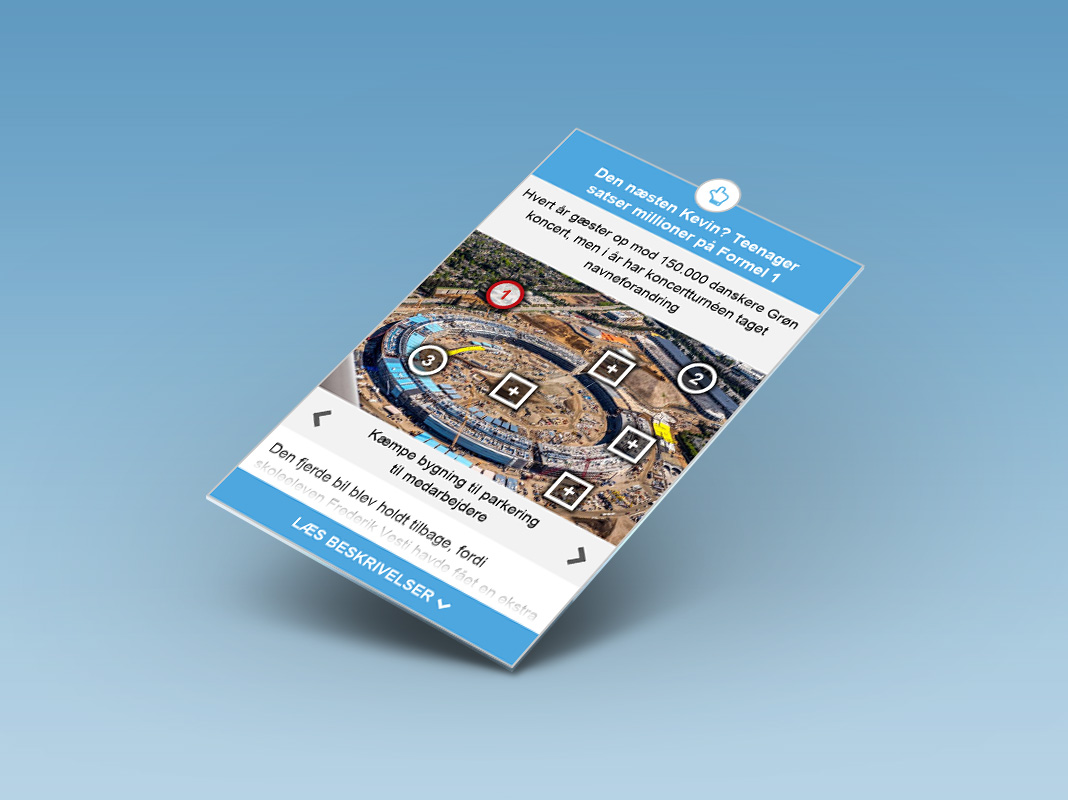 Den næsten Kevin? Teenager
satser millioner på Formel 1
Hvert år gæster op mod 150.000 danskere Grøn
koncert, men i år har koncertturnéen taget
navneforandring
1
2
3
+
+
+
+
Kæmpe bygning til parkering
til medarbejdere
Den fjerde bil blev holdt tilbage, fordi
skoleeleven Frederik Vesti havde fået en ekstra
LÆS BESKRIVELSER